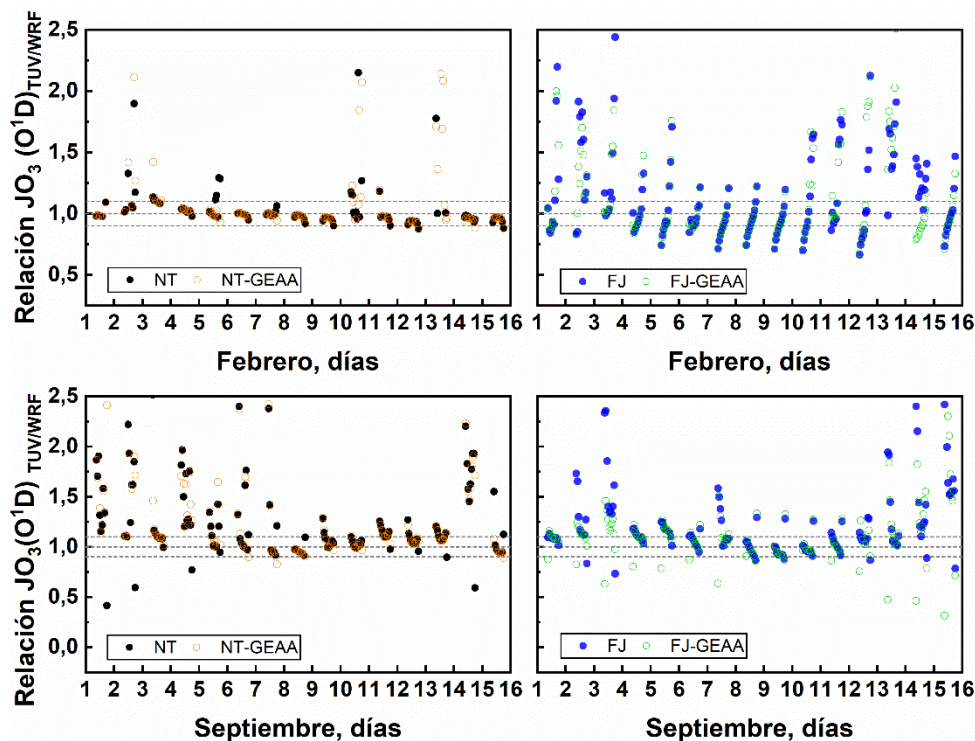 Relación JO3 (O1D)TUV/WRF
2,5
2,0
1,5
1,0
0,5
NT NT-GEAA
1 2 3 4 5 6 7 8 9 10 11 12 13 14 15 16
Febrero, días
FJ FJ-GEAA
1 2 3 4 5 6 7 8 9 10 11 12 13 14 15 16
Febrero, días
Relación JO3(O1D) TUV/WRF
2,5
2,0
1,5
1,0
0,5
0,0
NT NT-GEAA
1 2 3 4 5 6 7 8 9 10 11 12 13 14 15 16
Septiembre, días
FJ FJ-GEAA
1 2 3 4 5 6 7 8 9 10 11 12 13 14 15 16
Septiembre, días